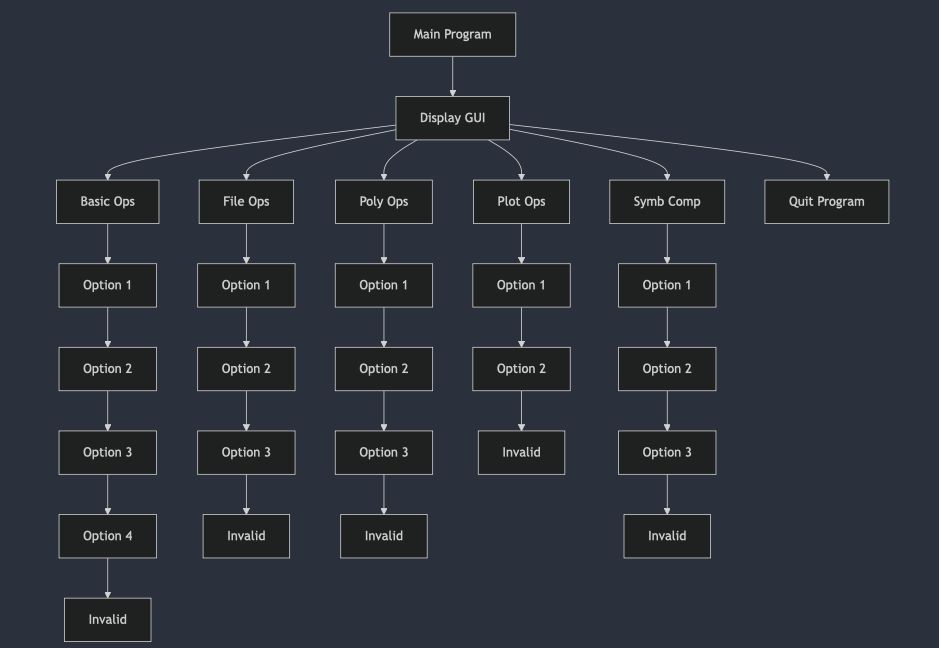 Main Program
Display GUI
Basic Ops
File Ops
Poly Ops
Plot Ops
Symb Comp
Quit Program
Option 1
Option 1
Option 1
Option 1
Option 1
Option 2
Option 2
Option 2
Option 2
Option 2
Option 3
Option 3
Option 3
Invalid
Option 3
Option 4
Invalid
Invalid
Invalid
Invalid